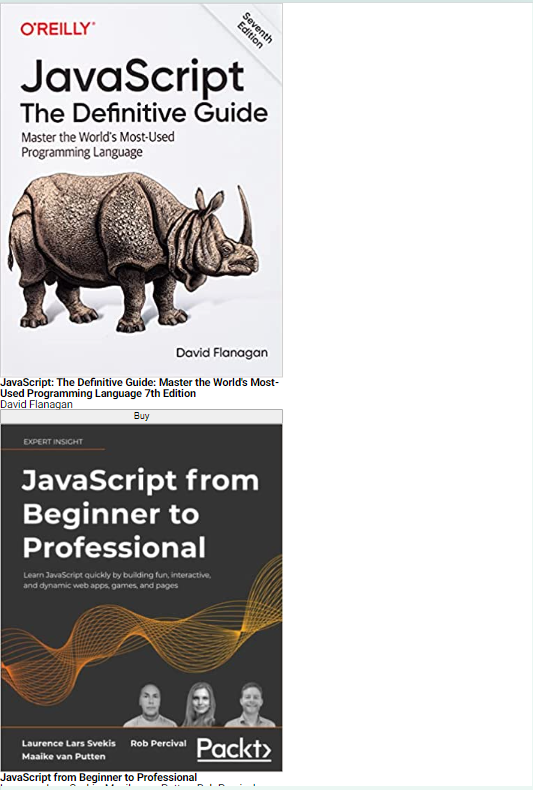 O'REILLY®
Seventh
Edition
JavaScript
The Definitive Guide
Master the World's Most-Used
Programming Language
David Flanagan
JavaScript: The Definitive Guide: Master the World's Most-
Used Programming Language 7th Edition
David Flanagan
Buy
EXPERT INSIGHT
JavaScript from
Beginner to
Professional
Learn JavaScript quickly by building fun, interactive,
and dynamic web apps, games, and pages
Laurence Lars Svekis Rob Percival
Maaike van Putten
Packt>
JavaScript from Beginner to Professional